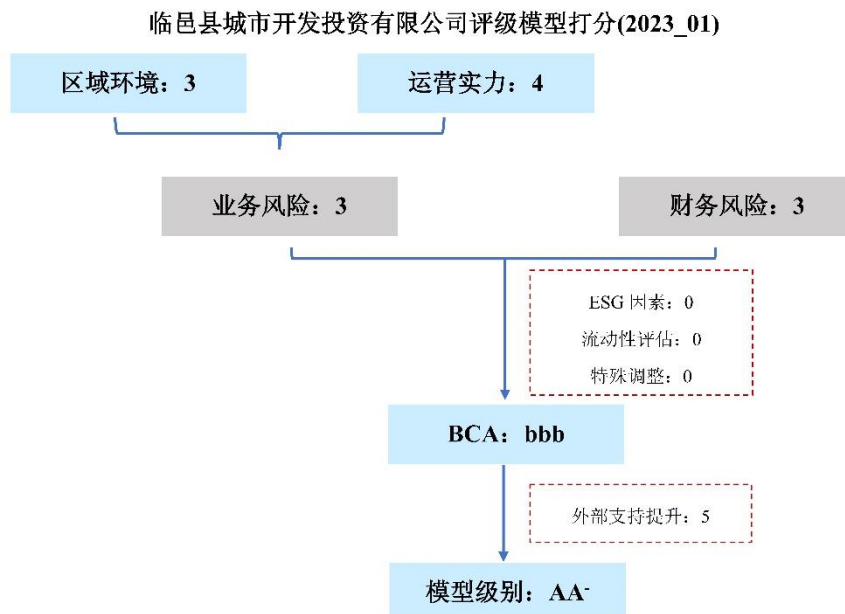 临邑县城市开发投资有限公司评级模型打分(2023_01)
区域环境：3
运营实力：4
业务风险：3
财务风险：3
ESG 因素：0
流动性评估：0
特殊调整：0
BCA：bbb
外部支持提升：5
模型级别：AA-